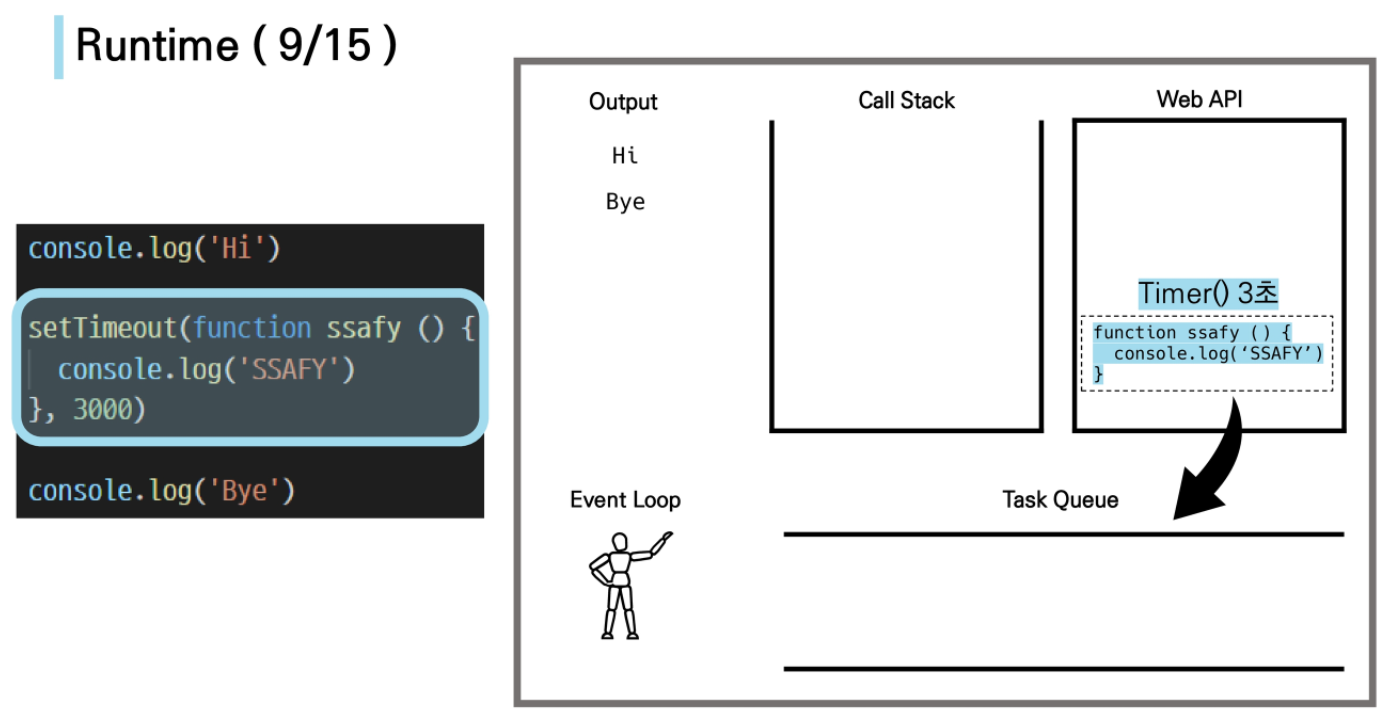 Runtime ( 9/15 )
console.log('Hi')
setTimeout(function ssafy () {
console.log('SSAFY')
}, 3000)
console.log('Bye')
Output
Hi
Bye
Call Stack
Web API
Timer() 3초
function ssafy () {
console.log(‘SSAFY’)
}
Event Loop
Task Queue